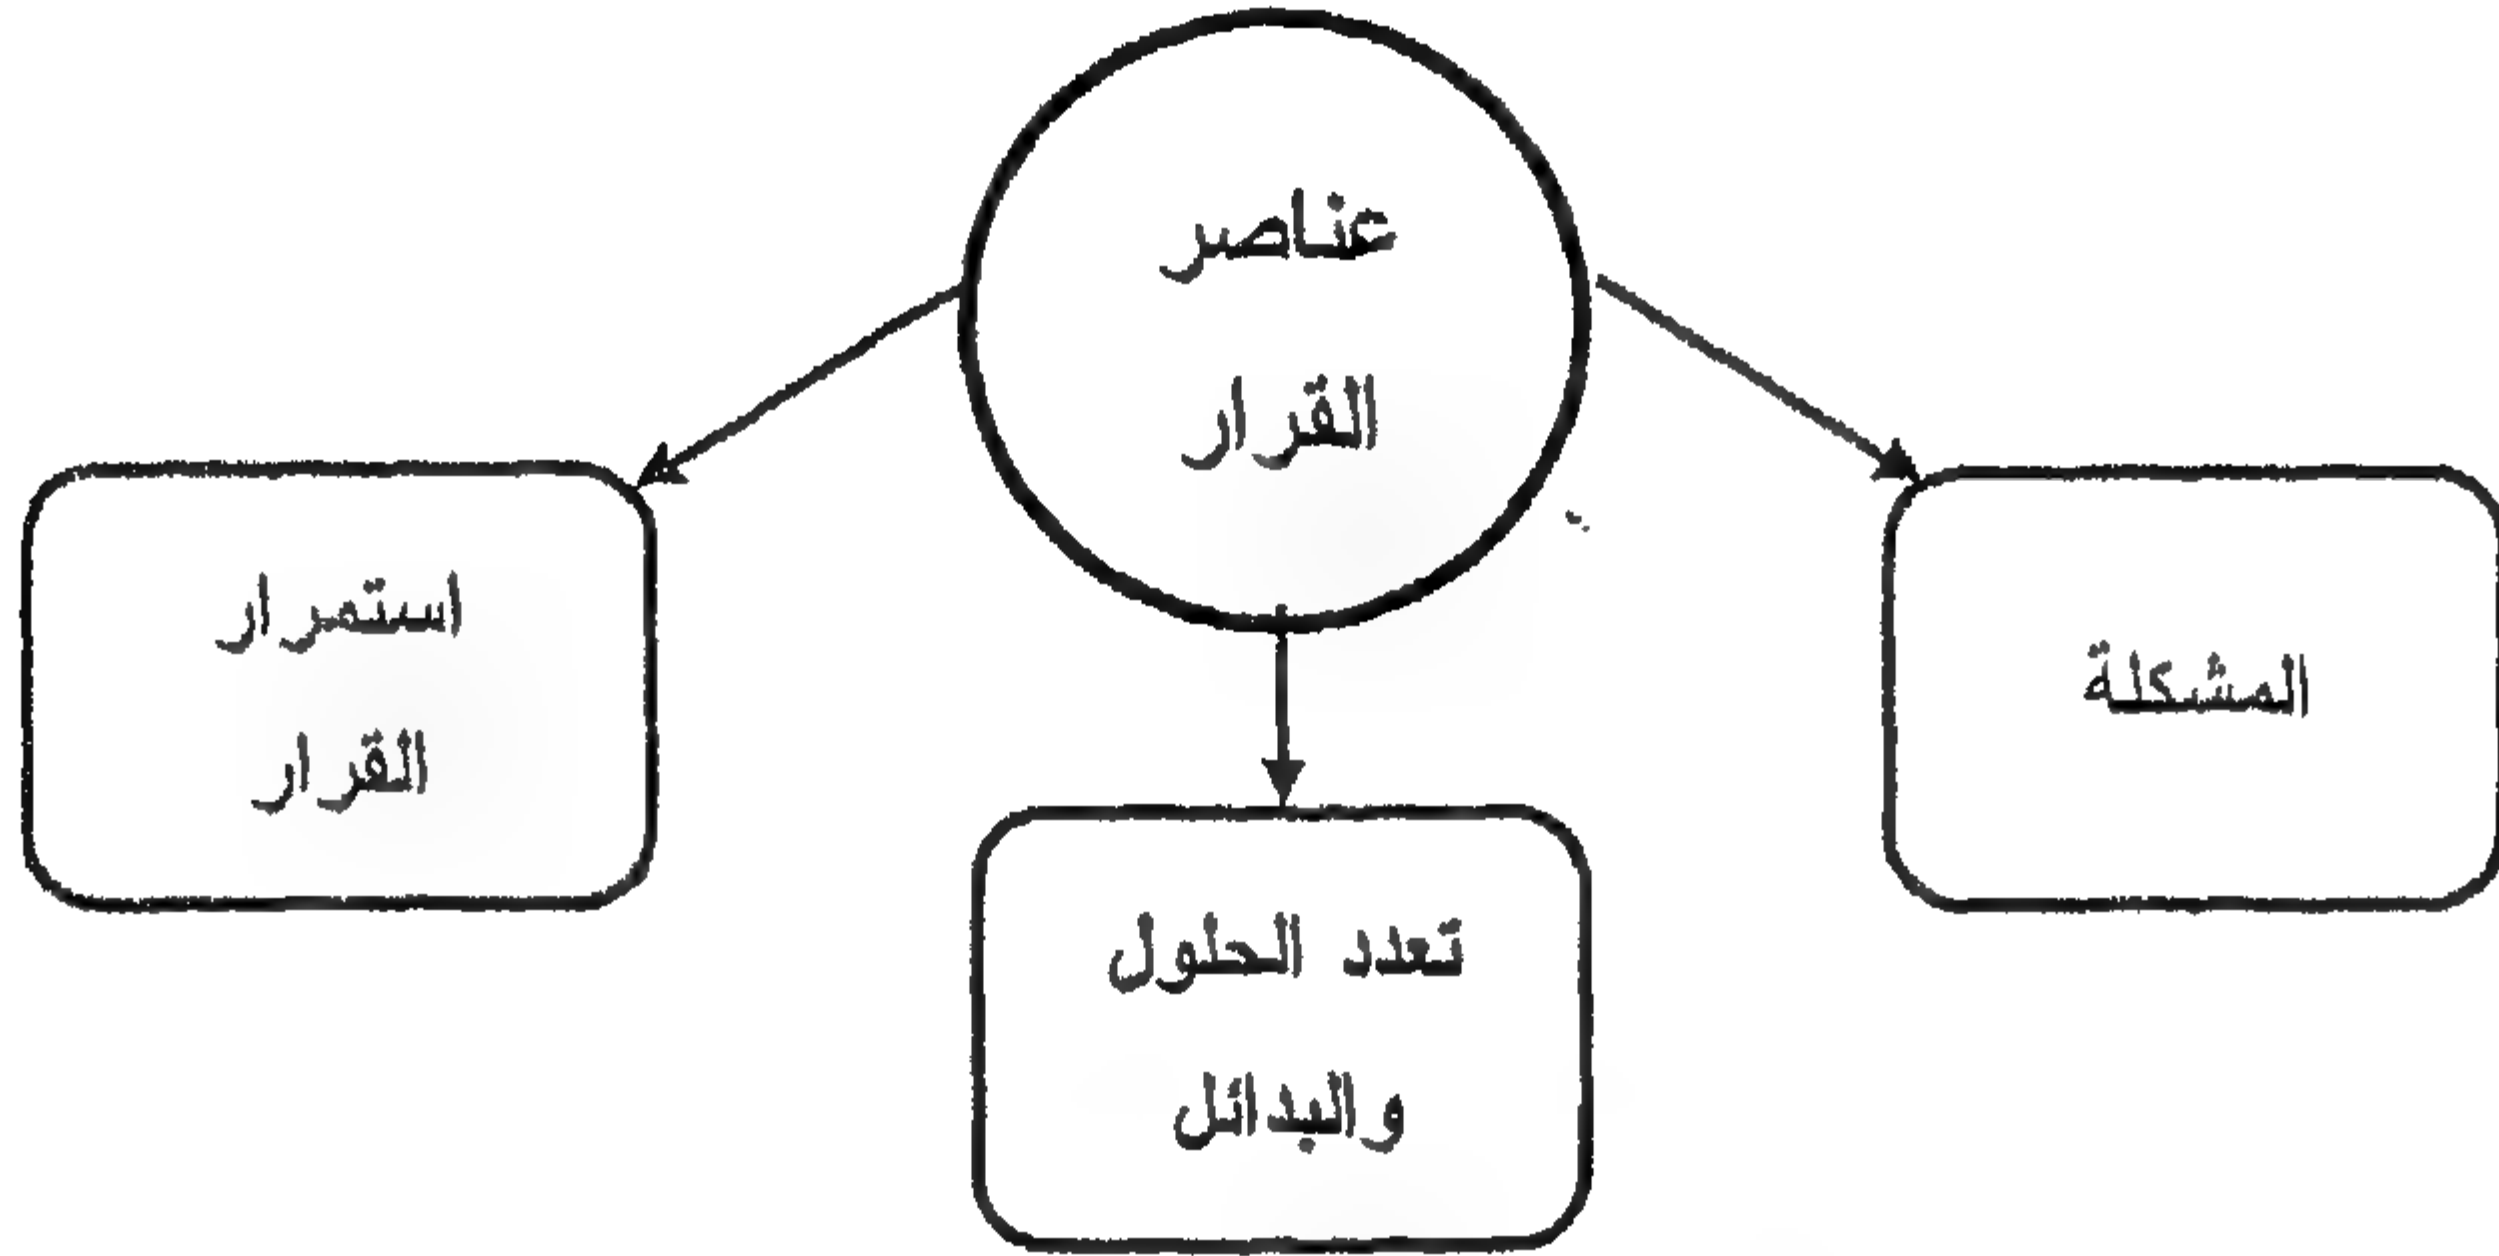 عناصر
القرار
المشكلة
استمرار
القرار
تعدد الحلول
والبدائل